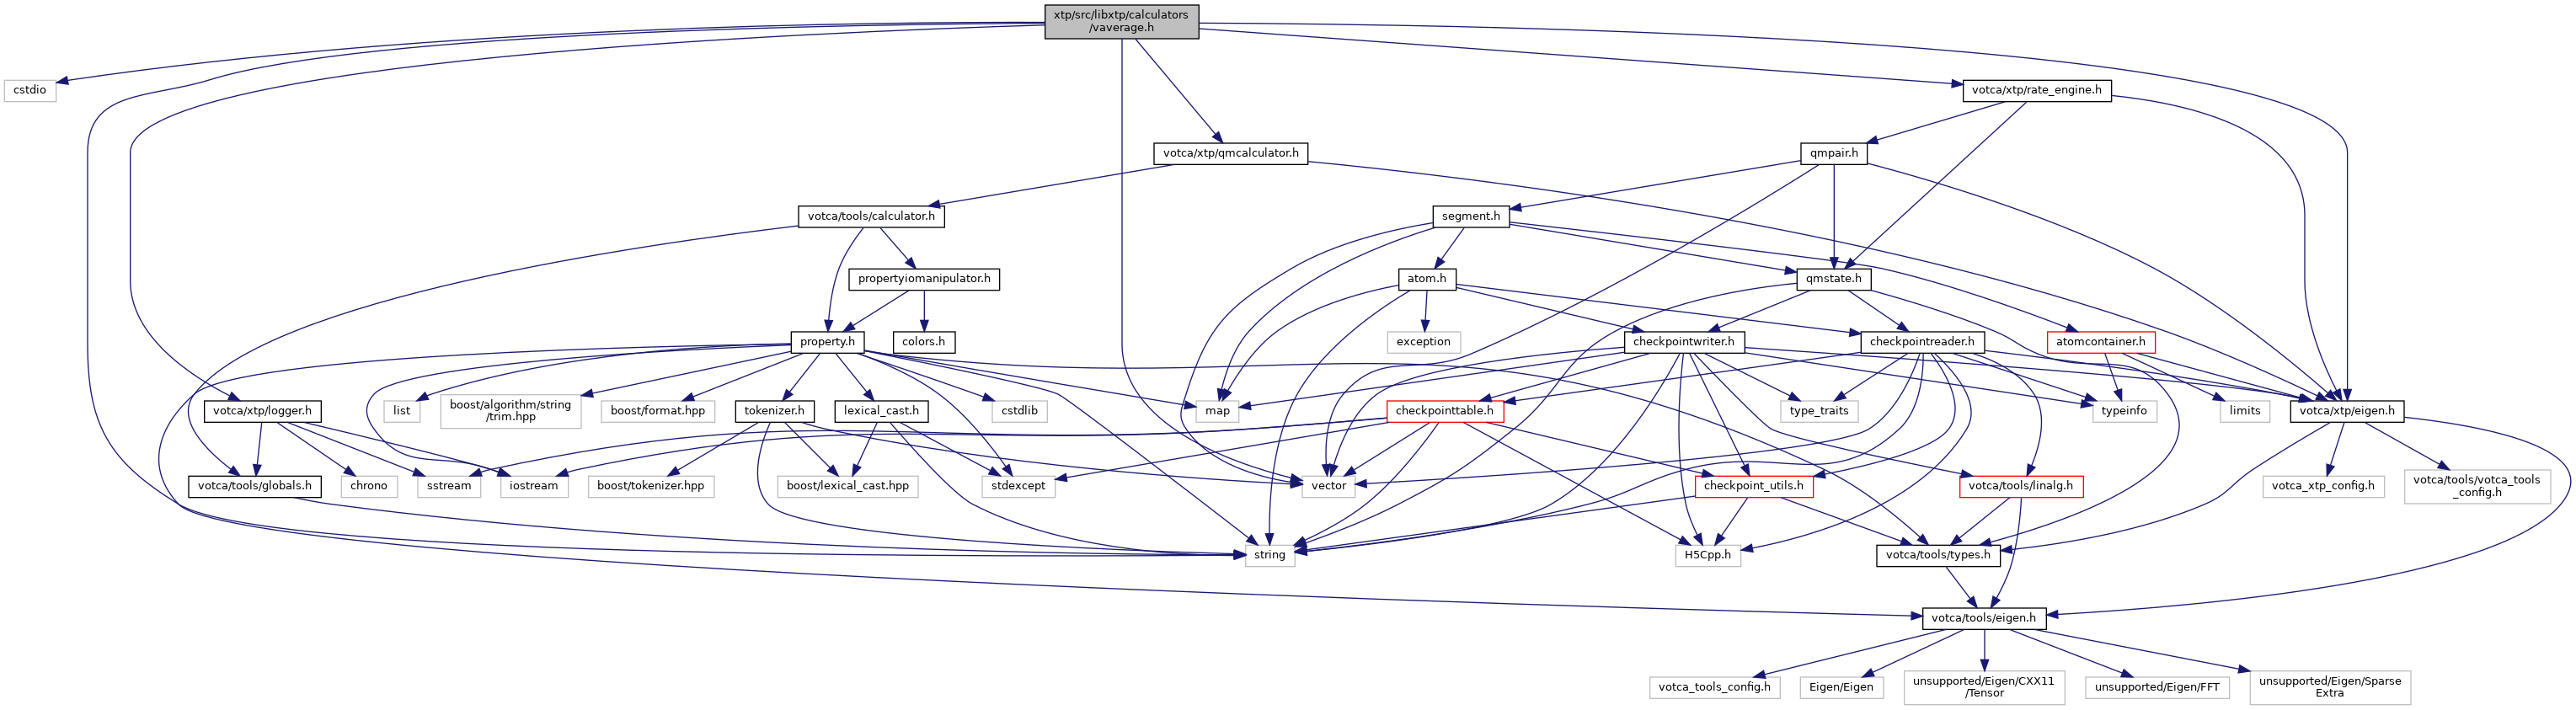 xtp/src/libxtp/calculators
/vaverage.h
cstdio
votca/xtp/rate_engine.h
votca/xtp/qmcalculator.h
qmpair.h
votca/tools/calculator.h
segment.h
propertyiomanipulator.h
atom.h
qmstate.h
property.h
colors.h
exception
checkpointwriter.h
checkpointreader.h
atomcontainer.h
votca/xtp/logger.h
list
boost/algorithm/string
/trim.hpp
boost/format.hpp
tokenizer.h
lexical_cast.h
cstdlib
map
checkpointtable.h
type_traits
typeinfo
limits
votca/xtp/eigen.h
votca/tools/globals.h
chrono
sstream
iostream
boost/tokenizer.hpp
boost/lexical_cast.hpp
stdexcept
vector
checkpoint_utils.h
votca/tools/linalg.h
votca_xtp_config.h
votca/tools/votca_tools
_config.h
string
H5Cpp.h
votca/tools/types.h
votca/tools/eigen.h
votca_tools_config.h
Eigen/Eigen
unsupported/Eigen/CXX11
/Tensor
unsupported/Eigen/FFT
unsupported/Eigen/Sparse
Extra